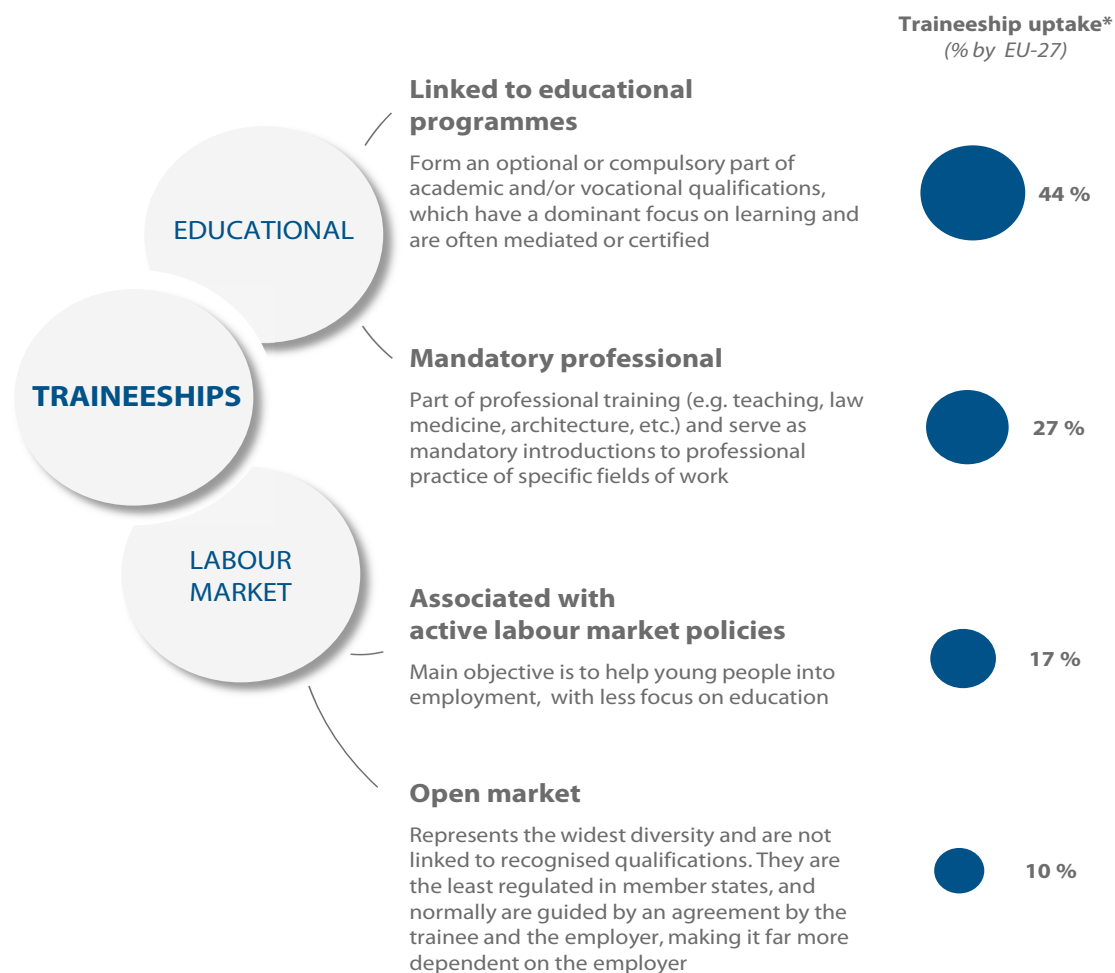 Traineeship uptake*
(% by EU-27)
Linked to educational
programmes
Form an optional or compulsory part of
academic and/or vocational qualifications,
which have a dominant focus on learning and
are often mediated or certified
44 %
EDUCATIONAL
Mandatory professional
Part of professional training (e.g. teaching, law
medicine, architecture, etc.) and serve as
mandatory introductions to professional
practice of specific fields of work
27 %
TRAINEESHIPS
LABOUR
MARKET
Associated with
active labour market policies
Main objective is to help young people into
employment, with less focus on education
17 %
Open market
Represents the widest diversity and are not
linked to recognised qualifications. They are
the least regulated in member states, and
normally are guided by an agreement by the
trainee and the employer, making it far more
dependent on the employer
10 %